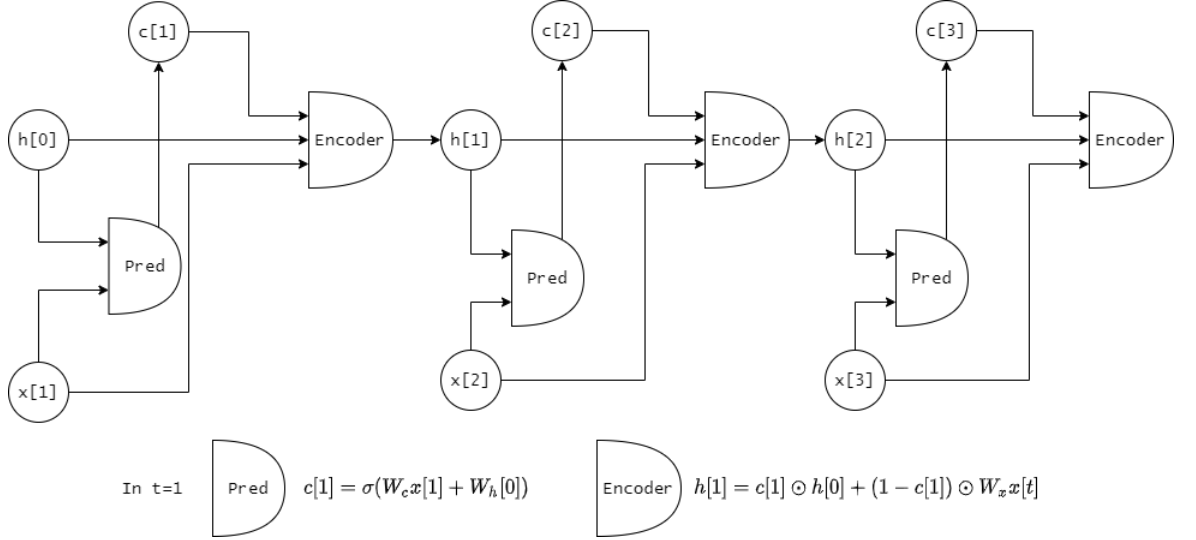 c[1] c[2] c[3]
h[0] Encoder h[1] Encoder h[2] Encoder
Pred Pred Pred
x[1] x[2] x[3]
In t=1 Pred c[1] = σ(W_c x[1] + W_h[0]) Encoder h[1] = c[1] ⊙ h[0] + (1 − c[1]) ⊙ W_x x[t]